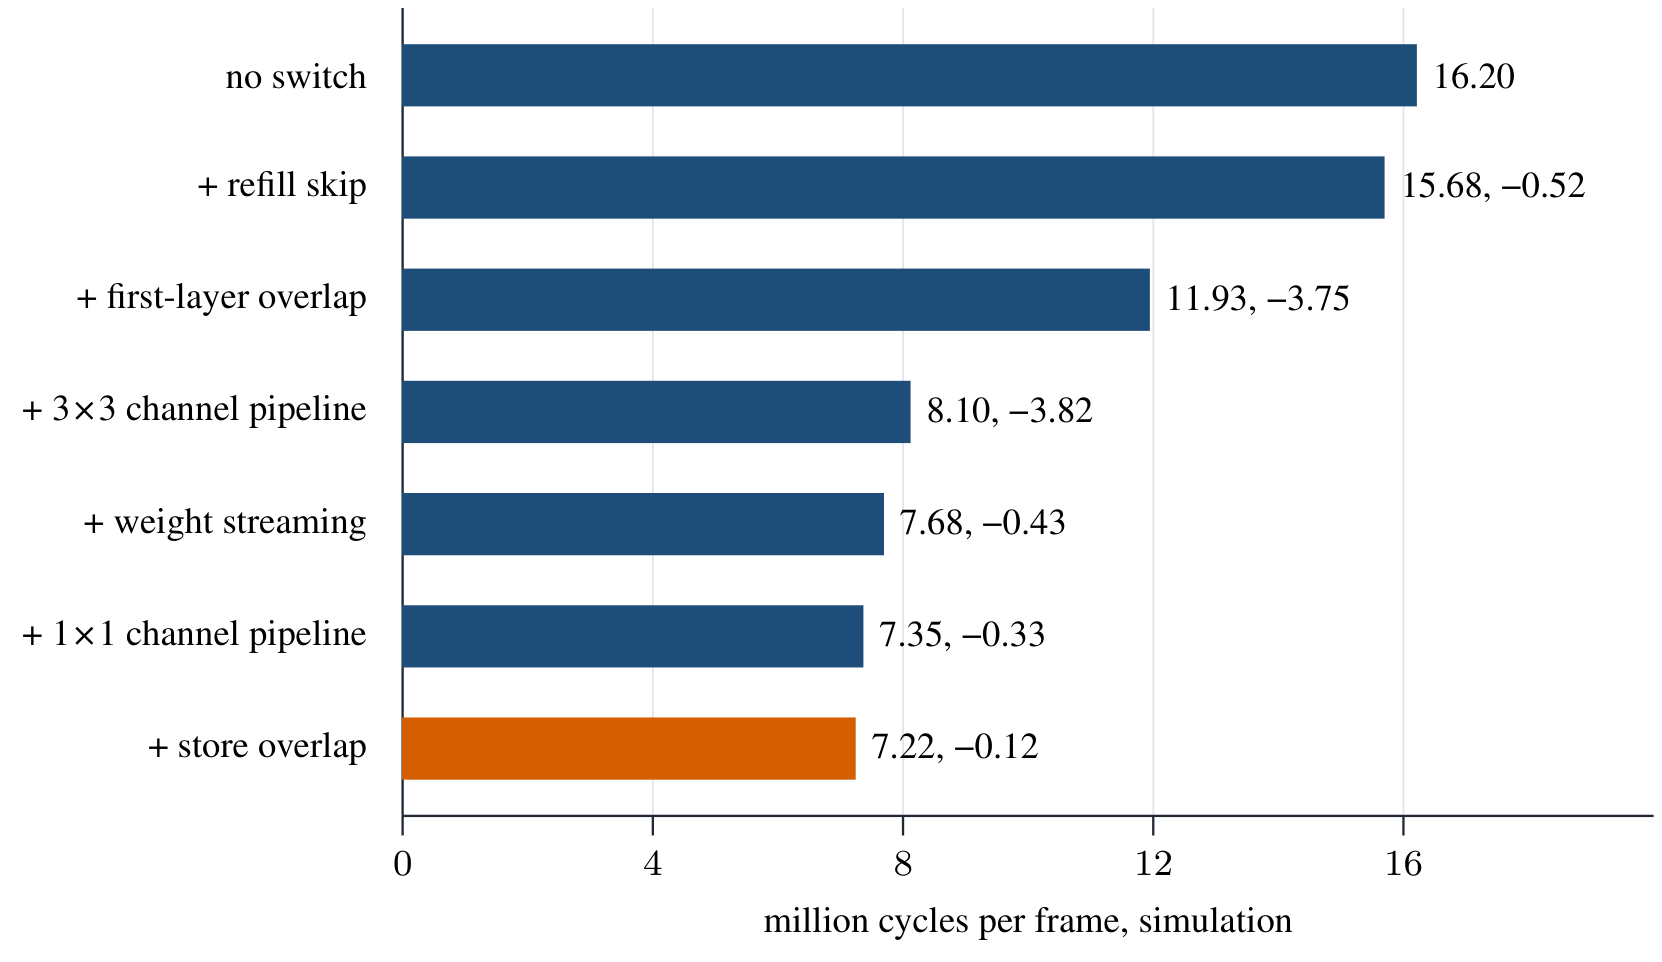 no switch 16.20
+ refill skip 15.68, −0.52
+ first-layer overlap 11.93, −3.75
+ 3×3 channel pipeline 8.10, −3.82
+ weight streaming 7.68, −0.43
+ 1×1 channel pipeline 7.35, −0.33
+ store overlap 7.22, −0.12
0 4 8 12 16
million cycles per frame, simulation